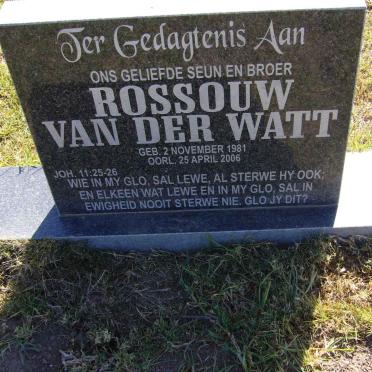 Ter Gedagtenis Aan
ONS GELIEFDE SEUN EN BROER
ROSSOUW
VAN DER WATT
GEB. 2 NOVEMBER 1981
OORL. 25 APRIL 2006
JOH. 11:25-26
WIE IN MY GLO, SAL LEWE, AL STERWE HY OOK;
EN ELKEEN WAT LEWE EN IN MY GLO, SAL IN
EWIGHEID NOOIT STERWE NIE. GLO JY DIT?